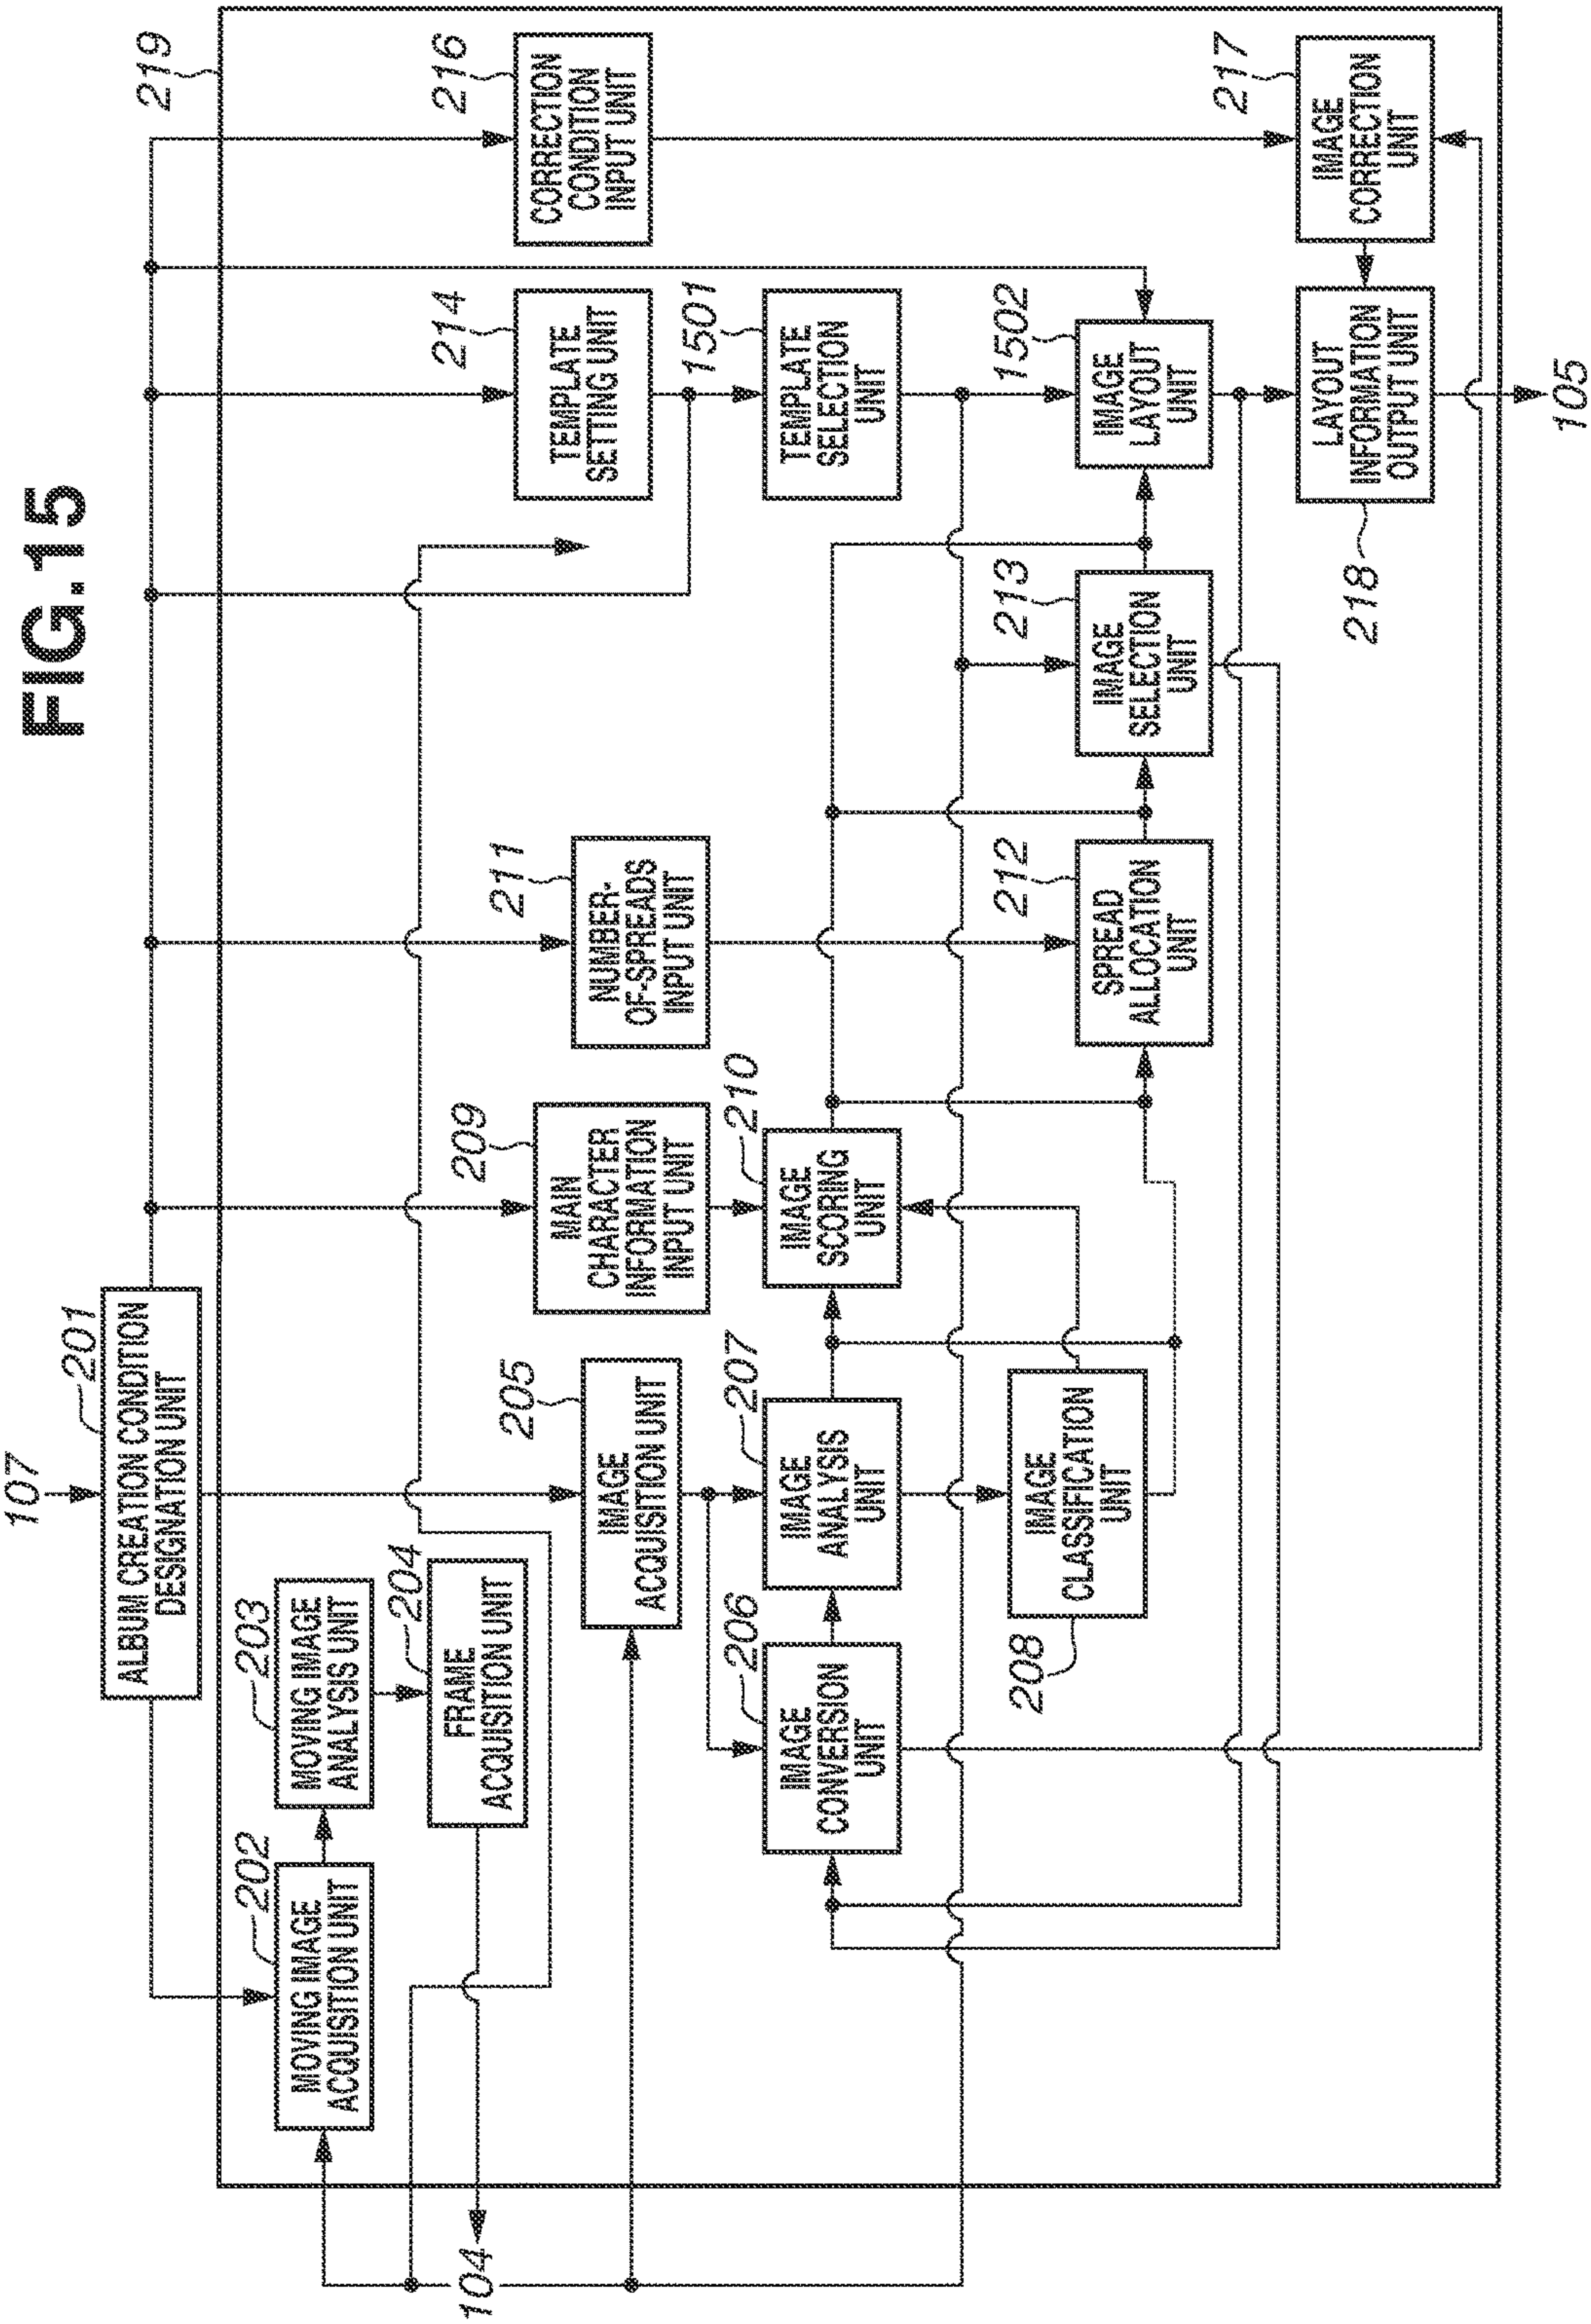 FIG.15
107
201
ALBUM CREATION CONDITION
DESIGNATION UNIT
219
202
MOVING IMAGE
ACQUISITION UNIT
203
MOVING IMAGE
ANALYSIS UNIT
204
FRAME
ACQUISITION UNIT
104
205
IMAGE
ACQUISITION UNIT
209
MAIN
CHARACTER
INFORMATION
INPUT UNIT
211
NUMBER-
OF-SPREADS
INPUT UNIT
214
TEMPLATE
SETTING UNIT
216
CORRECTION
CONDITION
INPUT UNIT
206
IMAGE
CONVERSION
UNIT
207
IMAGE
ANALYSIS
UNIT
210
IMAGE
SCORING
UNIT
1501
TEMPLATE
SELECTION
UNIT
208
IMAGE
CLASSIFICATION
UNIT
212
SPREAD
ALLOCATION
UNIT
213
IMAGE
SELECTION
UNIT
1502
IMAGE
LAYOUT
UNIT
217
IMAGE
CORRECTION
UNIT
218
LAYOUT
INFORMATION
OUTPUT UNIT
105